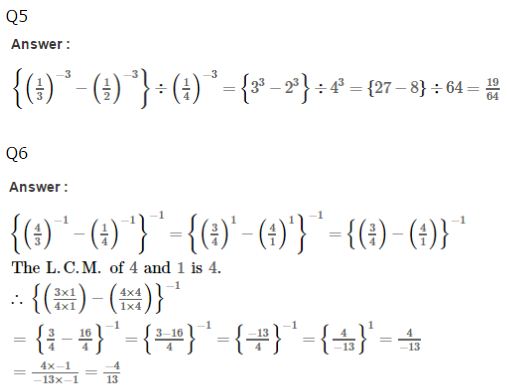 Q5
Answer :
{(1/3)^-3 − (1/2)^-3} ÷ (1/4)^-3 = {3^3 − 2^3} ÷ 4^3 = {27 − 8} ÷ 64 = 19/64
Q6
Answer :
{(4/3)^-1 − (1/4)^-1}^-1 = {(3/4)^1 − (4/1)^1}^-1 = {(3/4) − (4/1)}^-1
The L.C.M. of 4 and 1 is 4.
∴ {(3×1/4×1) − (4×4/1×4)}^-1
= {3/4 − 16/4}^-1 = {3−16/4}^-1 = {−13/4}^-1 = {4/−13}^1 = 4/−13
= 4×−1/−13×−1 = −4/13